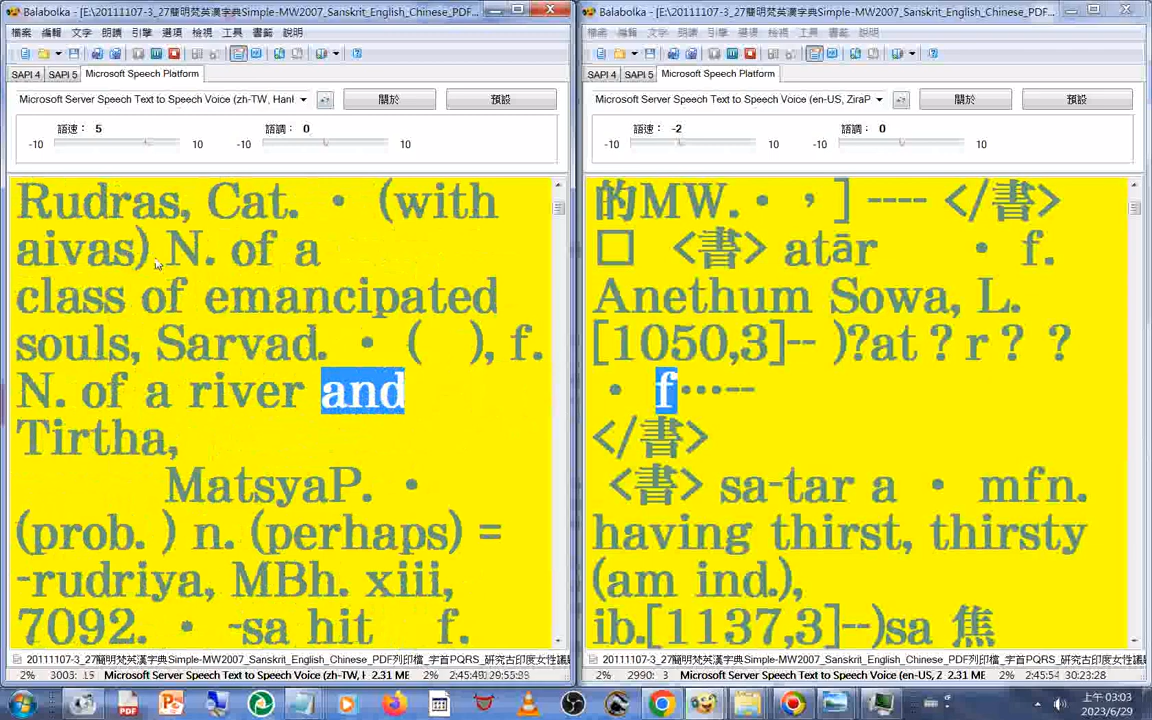 Balabolka - [E:\20111107-3_27簡明梵英漢字典Simple-MW2007_Sanskrit_English_Chinese_PDF...
檔案 編輯 文字 朗讀 引擎 選項 檢視 工具 書籤 說明
SAPI 4 SAPI 5 Microsoft Speech Platform
Microsoft Server Speech Text to Speech Voice (zh-TW, Hanl
關於 預設
語速： 5 語調： 0
-10 10 -10 10
Rudras, Cat. • (with
aivas) N. of a
class of emancipated
souls, Sarvad. • ( ), f.
N. of a river and
Tirtha,
MatsyaP. •
(prob. ) n. (perhaps) =
-rudriya, MBh. xiii,
7092. • -sa hit f.
20111107-3_27簡明梵英漢字典Simple-MW2007_Sanskrit_English_Chinese_PDF列印檔_字首PQRS_研究古印度女性議
2% 3003: 15 Microsoft Server Speech Text to Speech Voice (zh-TW, H 2.31 MB 2% 2:45:49 29:55:33
Balabolka - [E:\20111107-3_27簡明梵英漢字典Simple-MW2007_Sanskrit_English_Chinese_PDF...
檔案 編輯 文字 朗讀 引擎 選項 檢視 工具 書籤 說明
SAPI 4 SAPI 5 Microsoft Speech Platform
Microsoft Server Speech Text to Speech Voice (en-US, ZiraP
關於 預設
語速： -2 語調： 0
-10 10 -10 10
的MW.• ，] ---- </書>
□ <書> atār • f.
Anethum Sowa, L.
[1050,3]-- )?at？r？ ？
• f…--
</書>
<書> sa-tar a • mfn.
having thirst, thirsty
(am ind.),
ib.[1137,3]--)sa 焦
20111107-3_27簡明梵英漢字典Simple-MW2007_Sanskrit_English_Chinese_PDF列印檔_字首PQRS_研究古印度女性議題
2% 2990: 3 Microsoft Server Speech Text to Speech Voice (en-US, Z 2.31 MB 2% 2:45:54 30:23:28
上午 03:03
2023/6/29